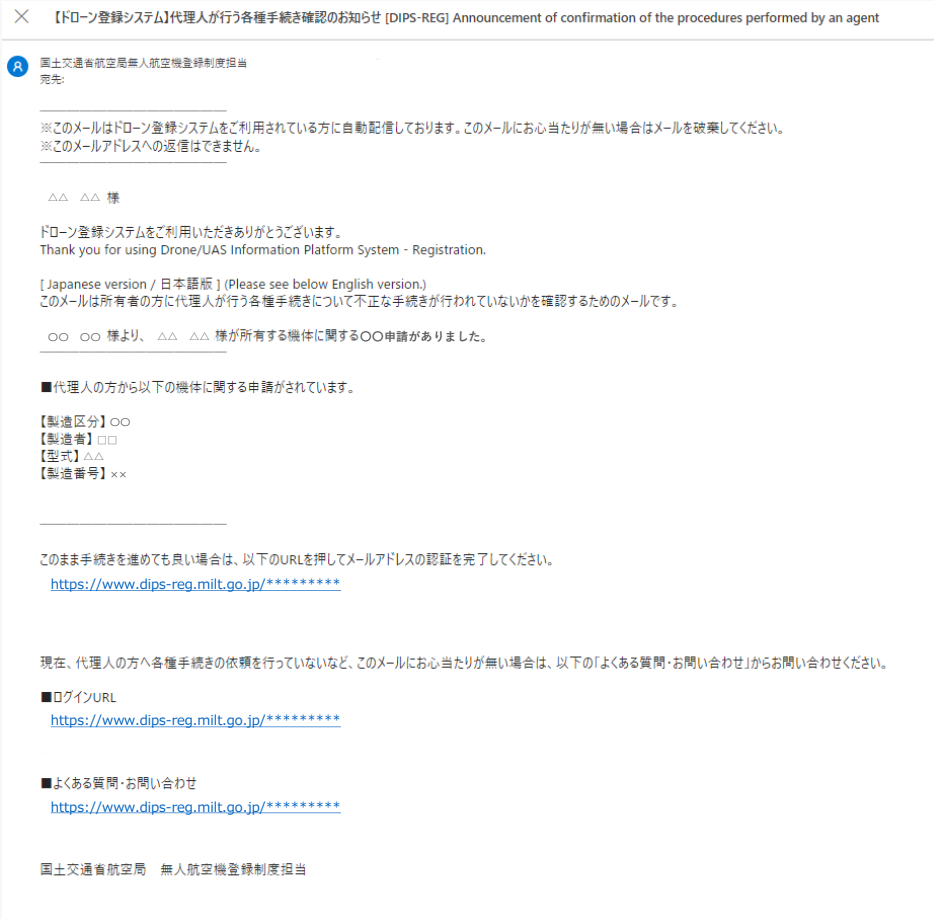 【ドローン登録システム】代理人が行う各種手続き確認のお知らせ [DIPS-REG] Announcement of confirmation of the procedures performed by an agent
国土交通省航空局無人航空機登録制度担当
宛先:
※このメールはドローン登録システムをご利用されている方に自動配信しております。このメールにお心当たりが無い場合はメールを破棄してください。
※このメールアドレスへの返信はできません。
△△　△△ 様
ドローン登録システムをご利用いただきありがとうございます。
Thank you for using Drone/UAS Information Platform System - Registration.
[ Japanese version / 日本語版 ] (Please see below English version.)
このメールは所有者の方に代理人が行う各種手続きについて不正な手続きが行われていないかを確認するためのメールです。
○○　○○ 様より、 △△　△△ 様が所有する機体に関する〇〇申請がありました。
■代理人の方から以下の機体に関する申請がされています。
【製造区分】○○
【製造者】□□
【型式】△△
【製造番号】××
このまま手続きを進めても良い場合は、以下のURLを押してメールアドレスの認証を完了してください。
https://www.dips-reg.milt.go.jp/*********
現在、代理人の方へ各種手続きの依頼を行っていないなど、このメールにお心当たりが無い場合は、以下の「よくある質問・お問い合わせ」からお問い合わせください。
■ログインURL
https://www.dips-reg.milt.go.jp/*********
■よくある質問・お問い合わせ
https://www.dips-reg.milt.go.jp/*********
国土交通省航空局　無人航空機登録制度担当